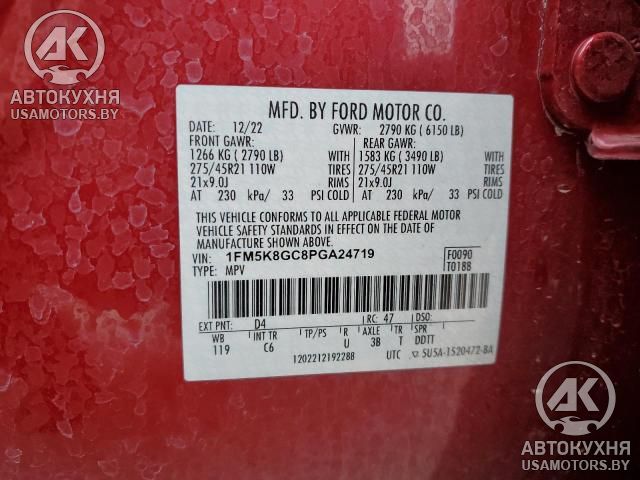 АК
АВТОКУХНЯ
USAMOTORS.BY
MFD. BY FORD MOTOR CO.
DATE: 12/22 GVWR: 2790 KG ( 6150 LB)
FRONT GAWR: REAR GAWR:
1266 KG ( 2790 LB) WITH 1583 KG ( 3490 LB) WITH
275/45R21 110W TIRES 275/45R21 110W TIRES
21x9.0J RIMS 21x9.0J RIMS
AT 230 kPa/ 33 PSI COLD AT 230 kPa/ 33 PSI COLD
THIS VEHICLE CONFORMS TO ALL APPLICABLE FEDERAL MOTOR
VEHICLE SAFETY STANDARDS IN EFFECT ON THE DATE OF
MANUFACTURE SHOWN ABOVE.
VIN: 1FM5K8GC8PGA24719 F0090
TYPE: MPV T0188
EXT PNT: D4 RC: 47 DSO:
WB INT TR TP/PS R AXLE TR SPR
119 C6 U 3B T DDTT
1202212192288 UTC 5U5A-1520472-BA
АК
АВТОКУХНЯ
USAMOTORS.BY